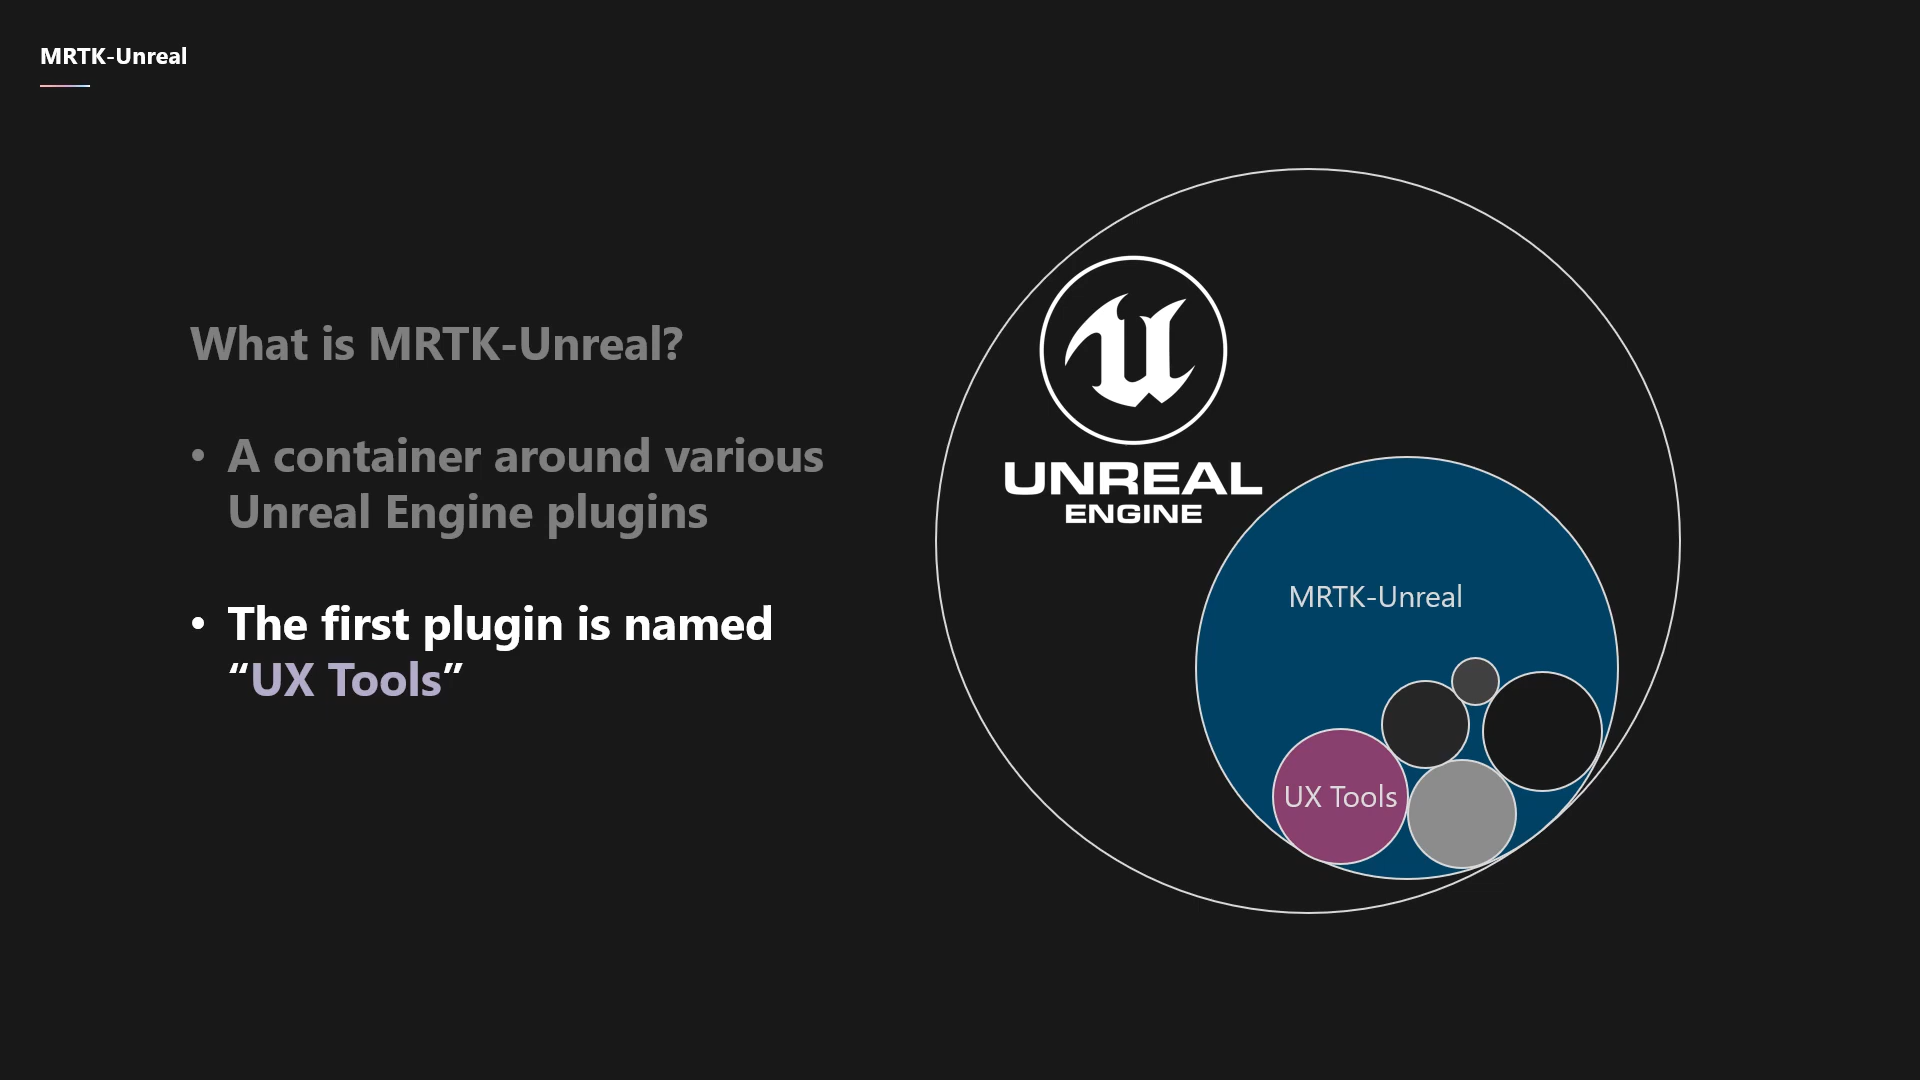 MRTK-Unreal
What is MRTK-Unreal?
• A container around various
Unreal Engine plugins
• The first plugin is named
“UX Tools”
UNREAL
ENGINE
MRTK-Unreal
UX Tools